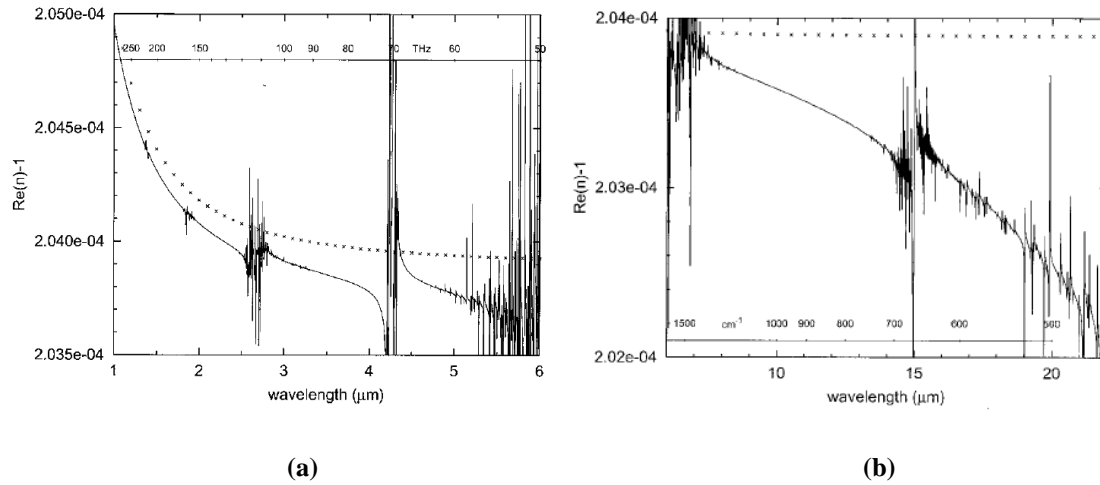 2.050e-04
250 200 150 100 90 80 70 THz 60 50
2.045e-04
Re(n)-1
2.040e-04
2.035e-04
1 2 3 4 5 6
wavelength (μm)
(a)
2.04e-04
Re(n)-1
2.03e-04
1500 cm⁻¹ 1000 900 800 700 600 500
2.02e-04
10 15 20
wavelength (μm)
(b)